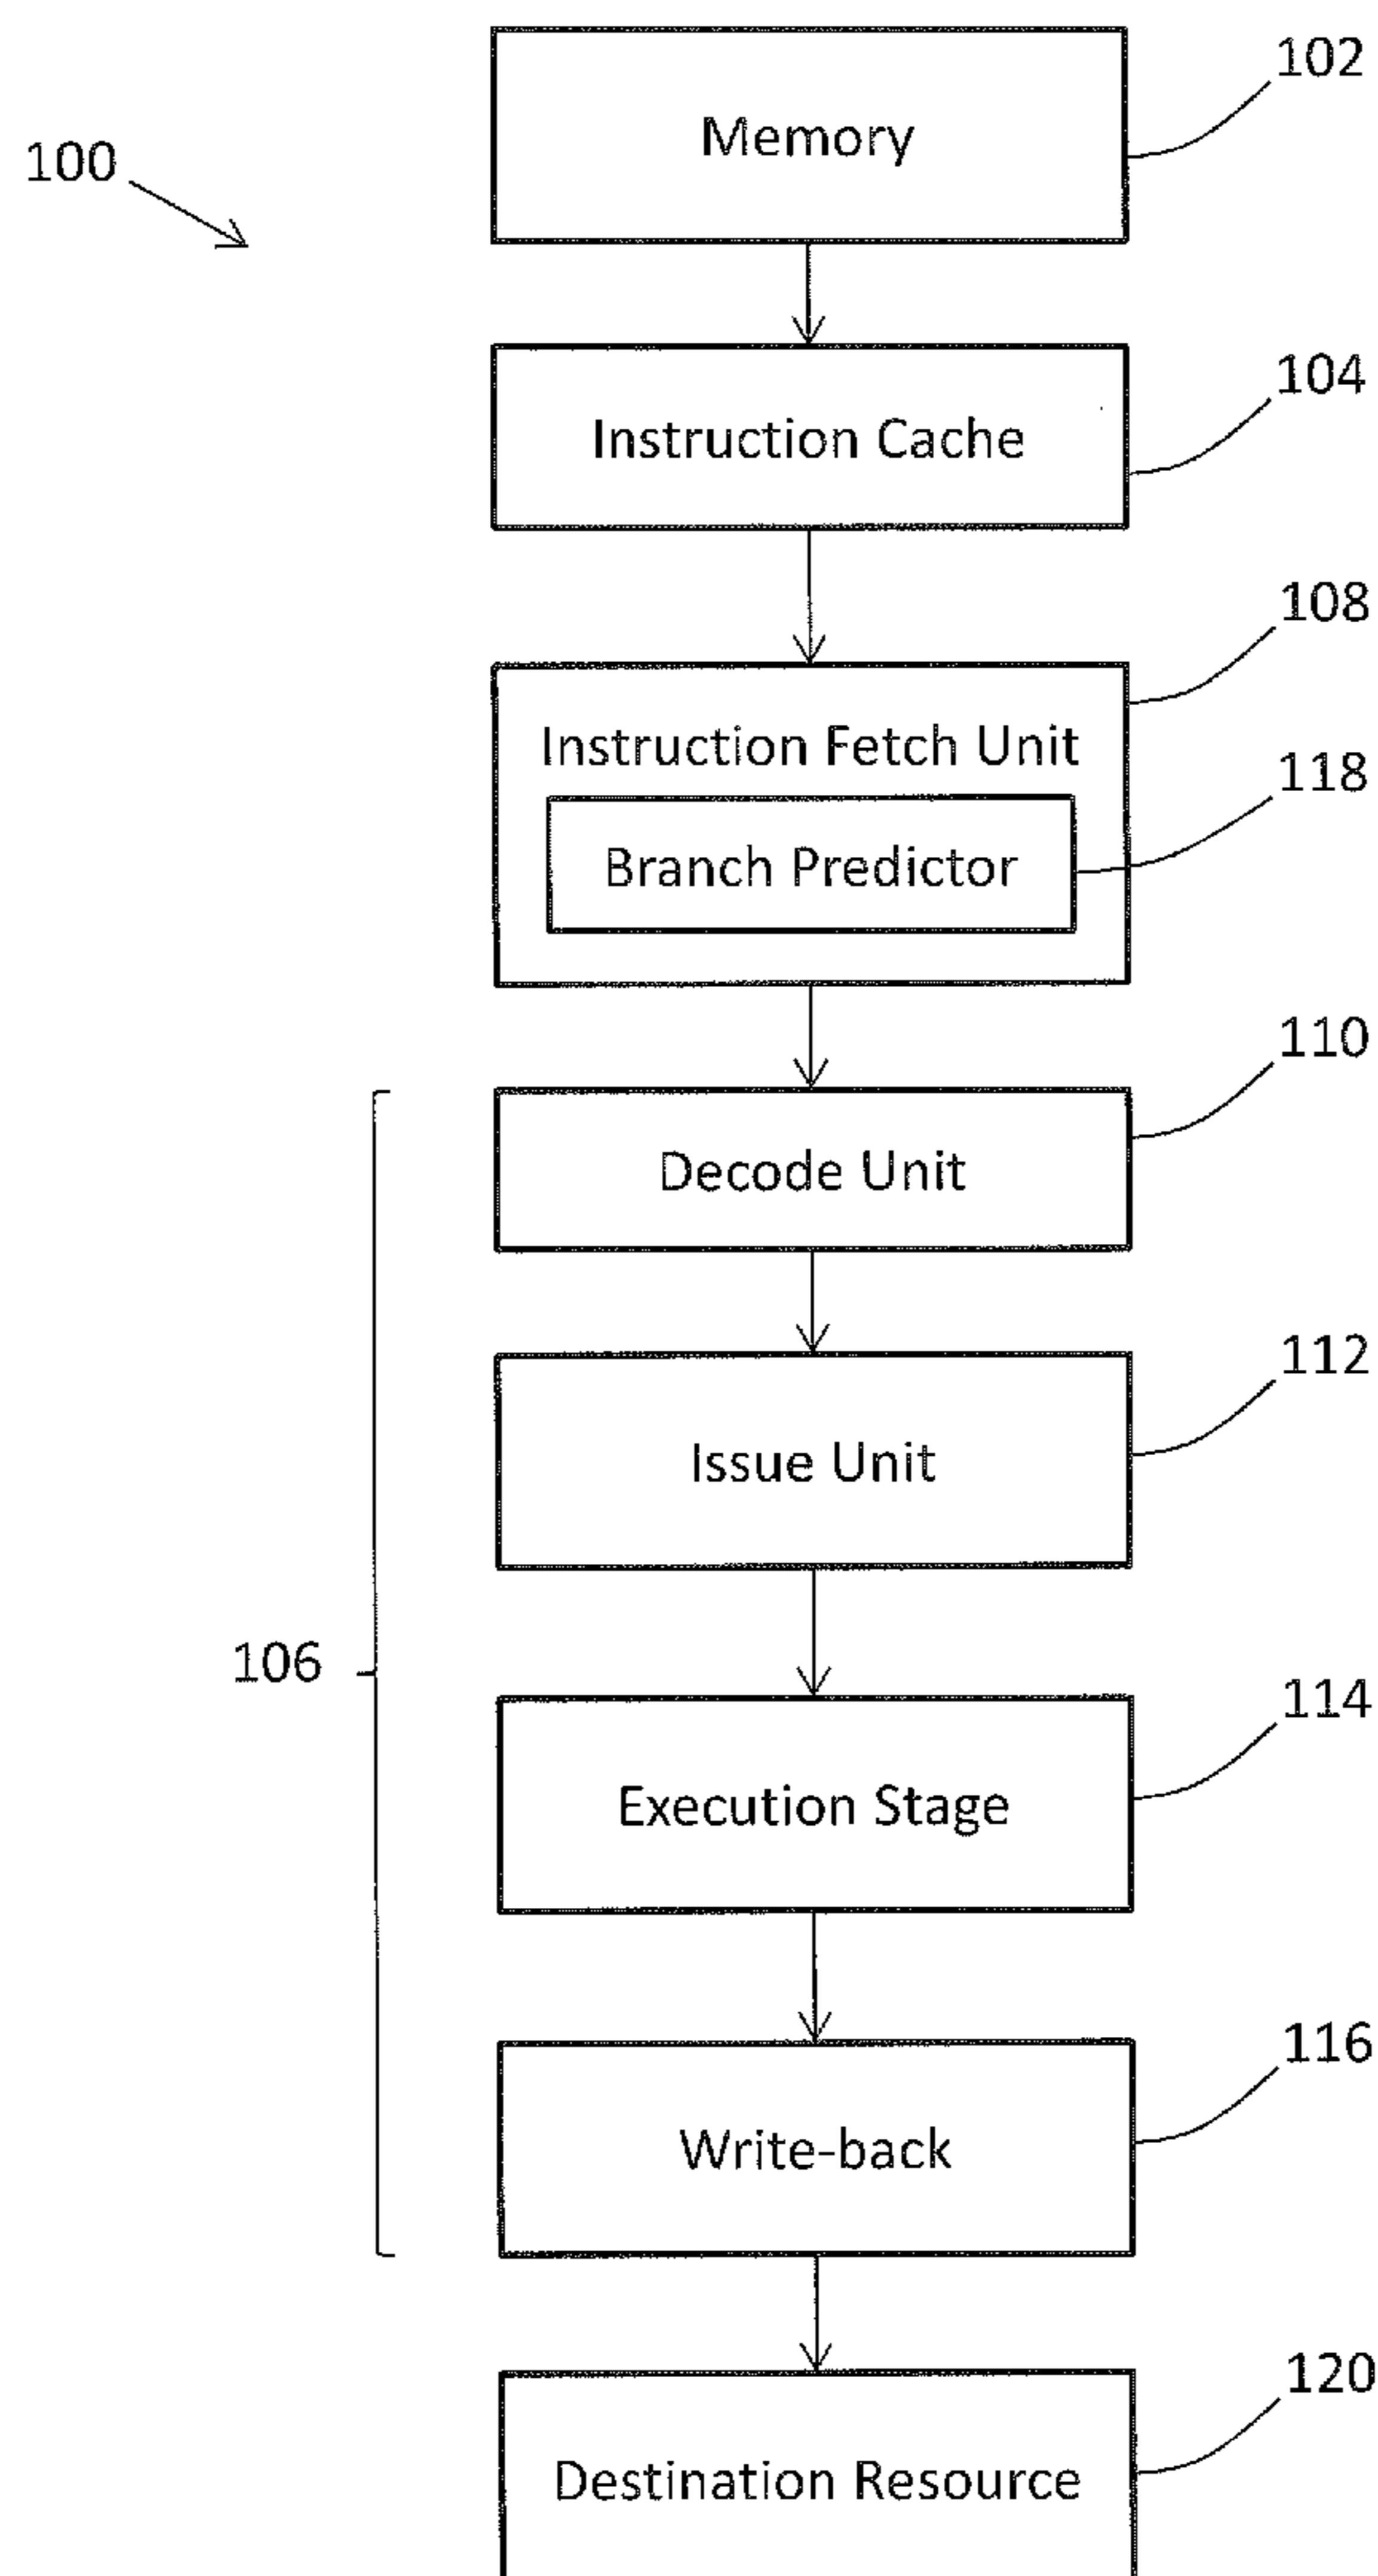 102
Memory
100
104
Instruction Cache
108
Instruction Fetch Unit
118
Branch Predictor
110
Decode Unit
112
Issue Unit
106
114
Execution Stage
116
Write-back
120
Destination Resource